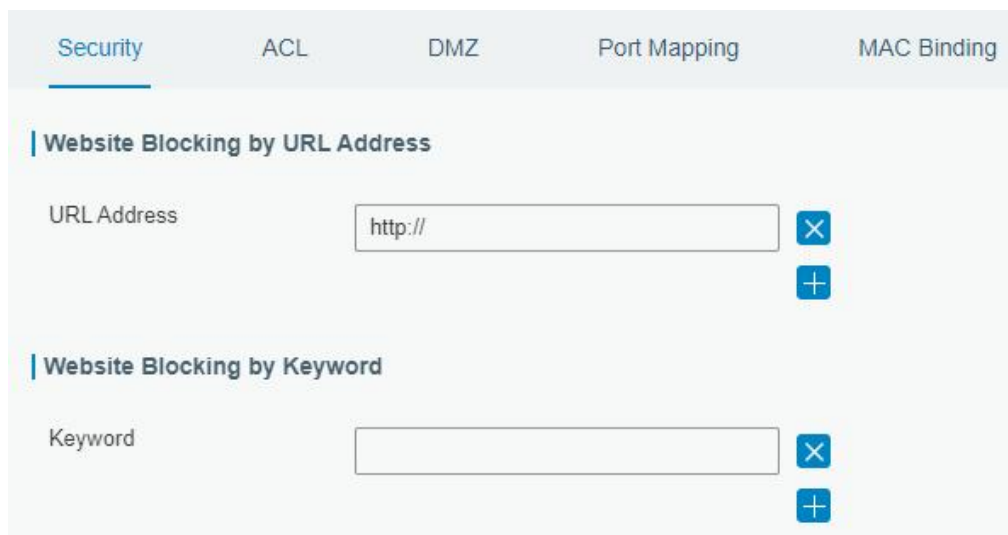 Security ACL DMZ Port Mapping MAC Binding
Website Blocking by URL Address
URL Address http://
Website Blocking by Keyword
Keyword